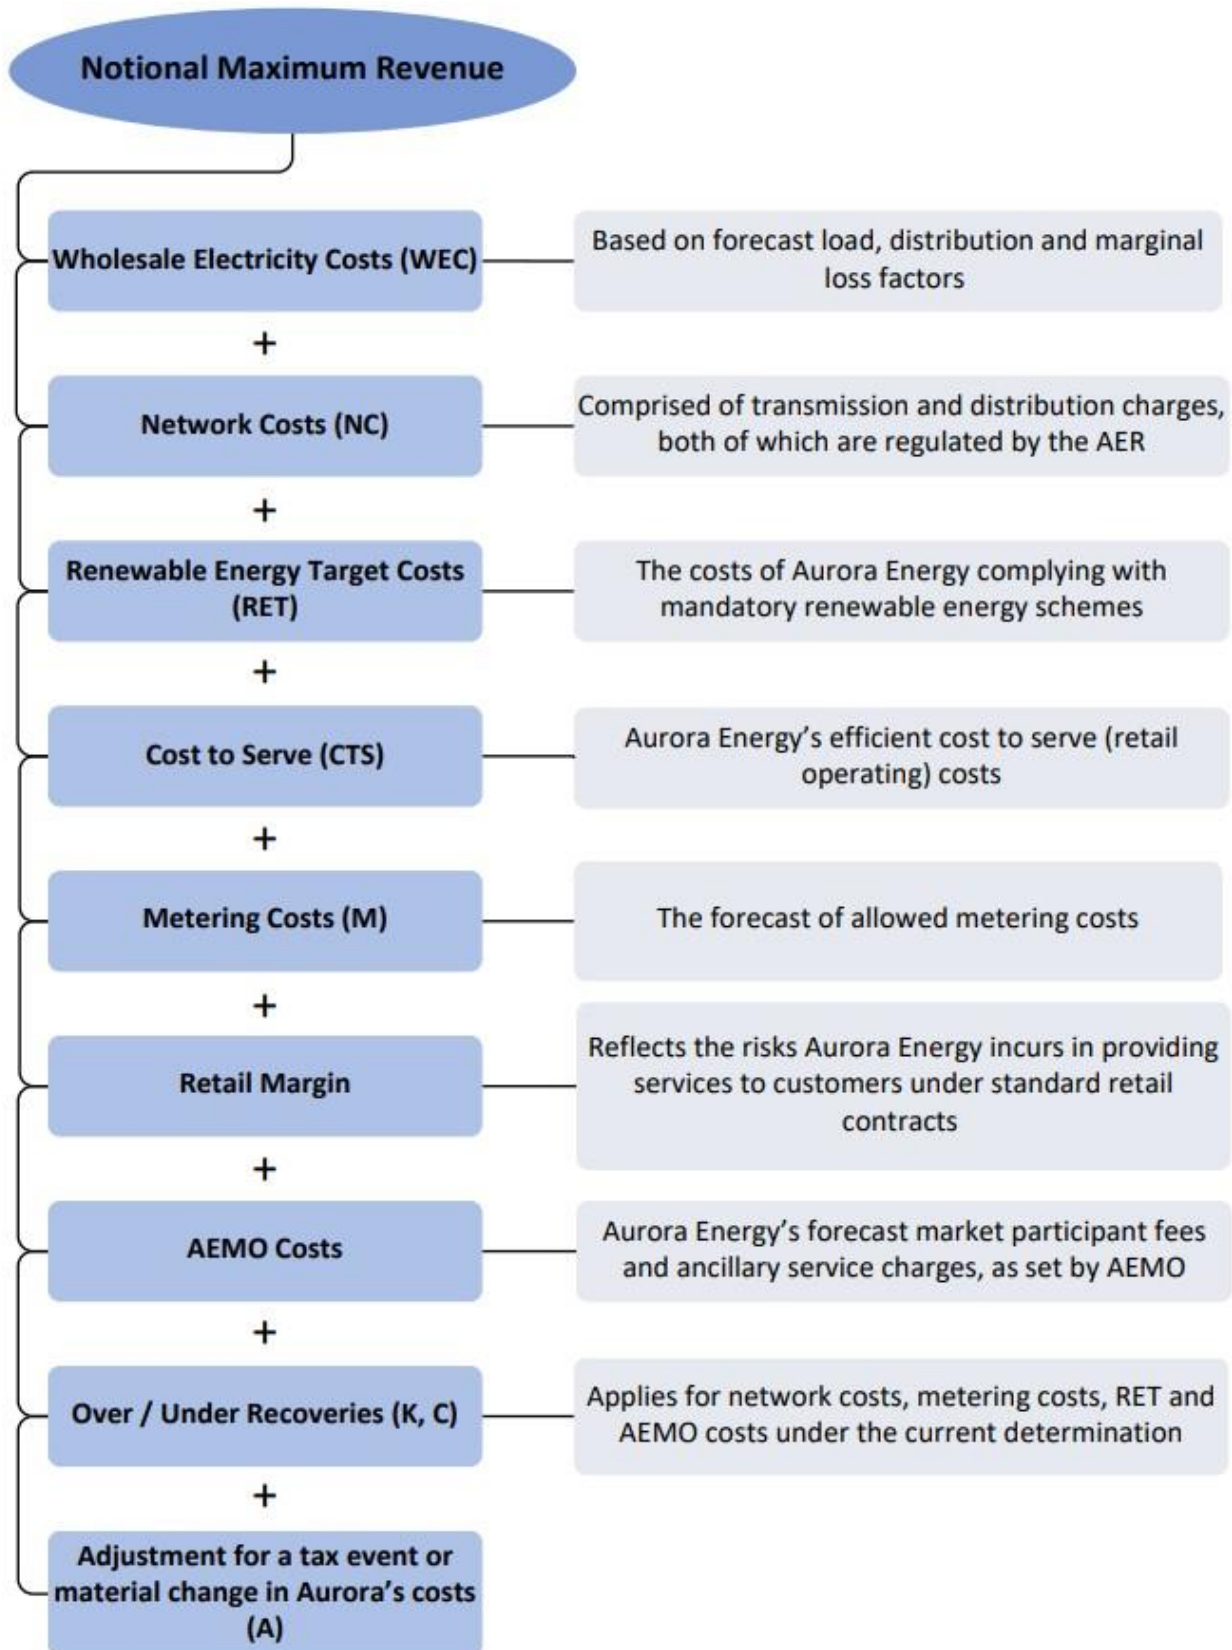 Notional Maximum Revenue
Wholesale Electricity Costs (WEC)
Based on forecast load, distribution and marginal
loss factors
+
Network Costs (NC)
Comprised of transmission and distribution charges,
both of which are regulated by the AER
+
Renewable Energy Target Costs
(RET)
The costs of Aurora Energy complying with
mandatory renewable energy schemes
+
Cost to Serve (CTS)
Aurora Energy’s efficient cost to serve (retail
operating) costs
+
Metering Costs (M)
The forecast of allowed metering costs
+
Retail Margin
Reflects the risks Aurora Energy incurs in providing
services to customers under standard retail
contracts
+
AEMO Costs
Aurora Energy’s forecast market participant fees
and ancillary service charges, as set by AEMO
+
Over / Under Recoveries (K, C)
Applies for network costs, metering costs, RET and
AEMO costs under the current determination
+
Adjustment for a tax event or
material change in Aurora’s costs
(A)